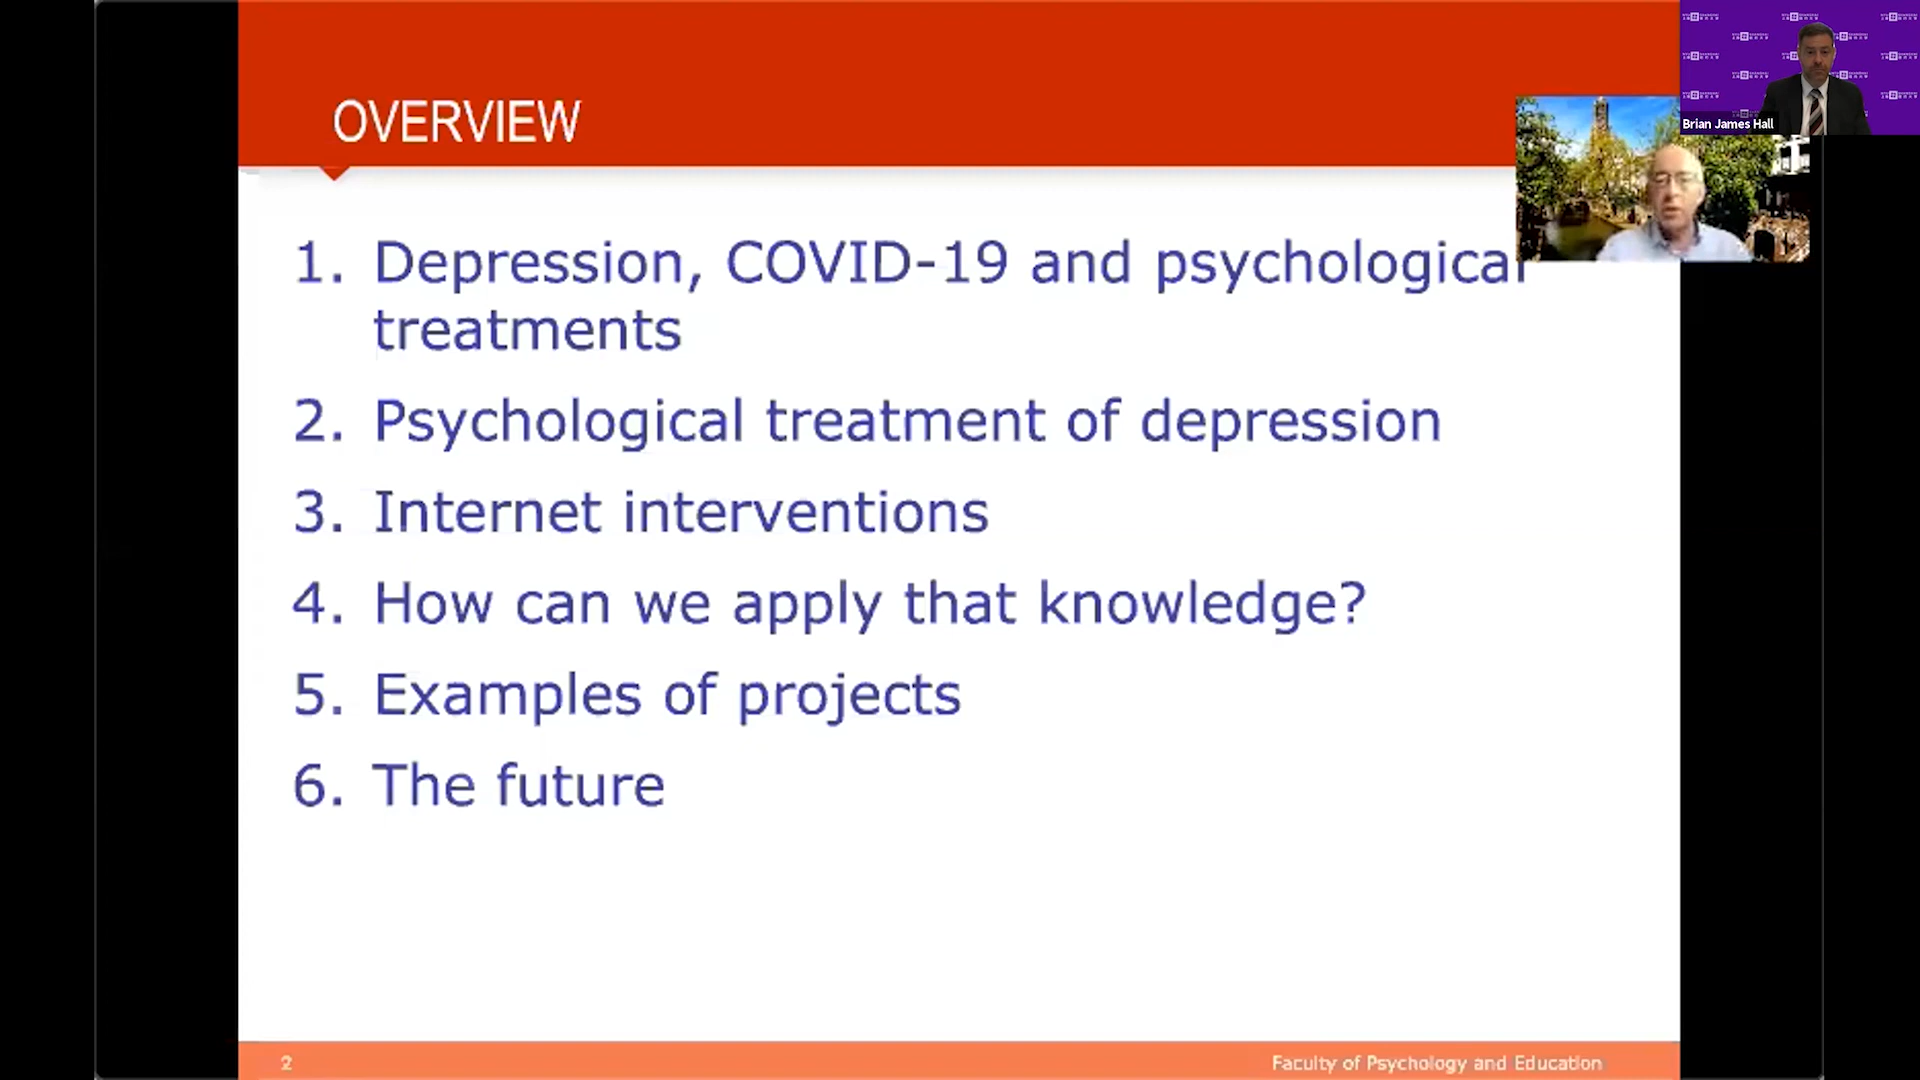 OVERVIEW
Brian James Hall
1. Depression, COVID-19 and psychological
treatments
2. Psychological treatment of depression
3. Internet interventions
4. How can we apply that knowledge?
5. Examples of projects
6. The future
2
Faculty of Psychology and Education